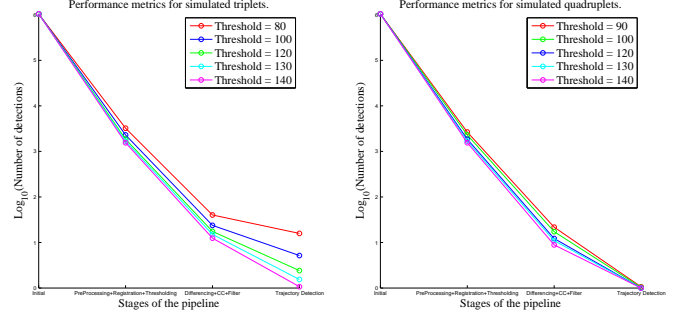 Performance metrics for simulated triplets.
6
5
4
3
2
1
0
Log10(Number of detections)
Threshold = 80
Threshold = 100
Threshold = 120
Threshold = 130
Threshold = 140
Initial
PreProcessing+Registration+Thresholding
Differencing+CC+Filter
Trajectory Detection
Stages of the pipeline
Performance metrics for simulated quadruplets.
6
5
4
3
2
1
0
Log10(Number of detections)
Threshold = 90
Threshold = 100
Threshold = 120
Threshold = 130
Threshold = 140
Initial
PreProcessing+Registration+Thresholding
Differencing+CC+Filter
Trajectory Detection
Stages of the pipeline